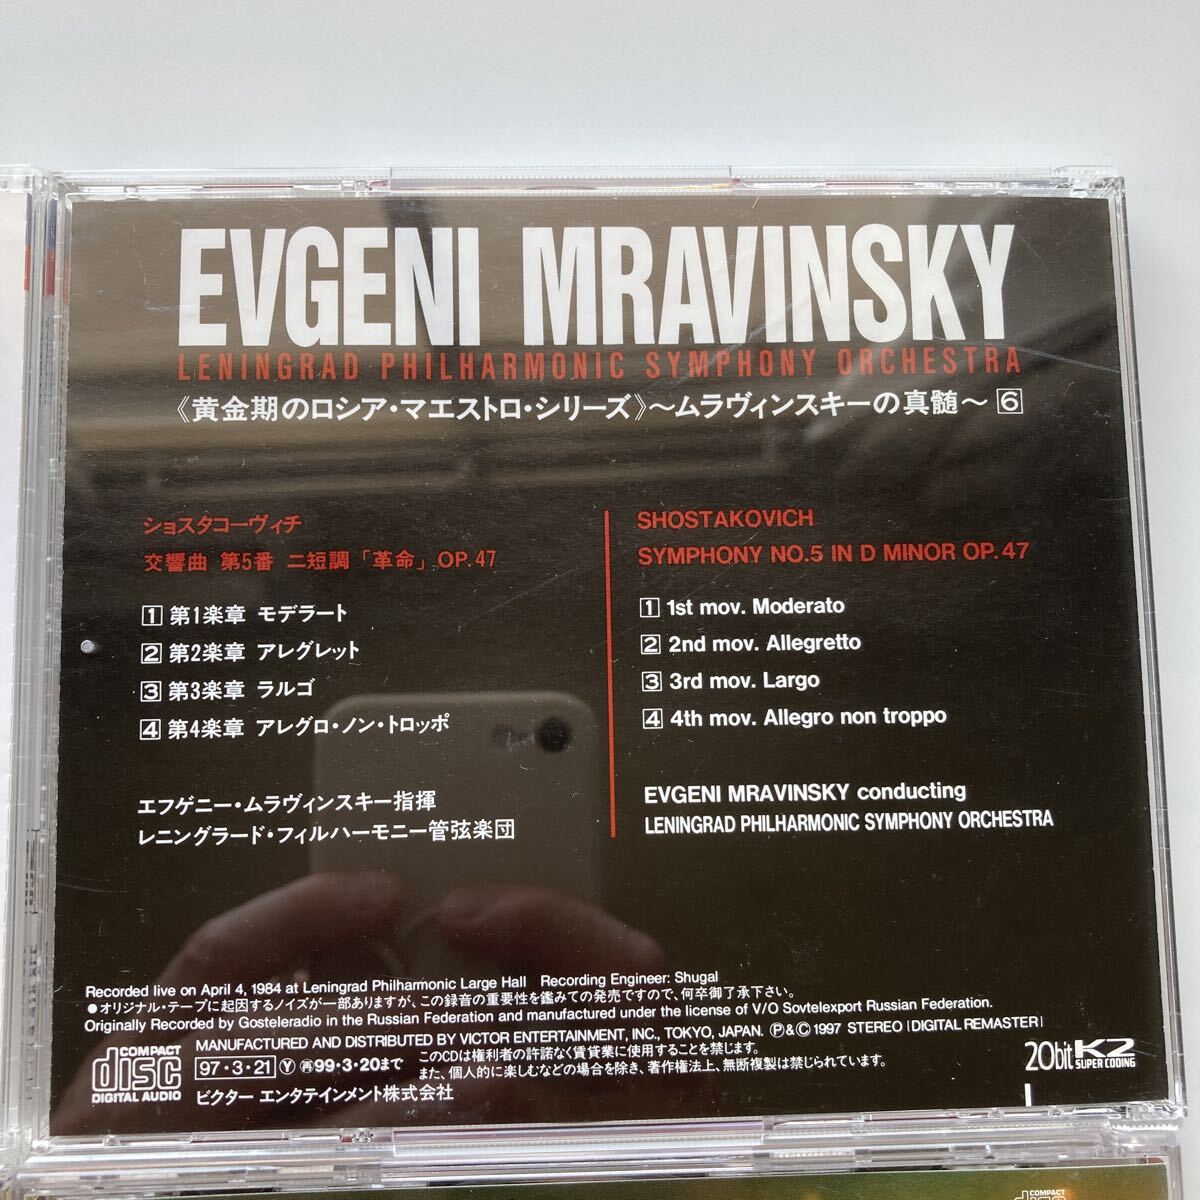 EVGENI MRAVINSKY
LENINGRAD PHILHARMONIC SYMPHONY ORCHESTRA
《黄金期のロシア・マエストロ・シリーズ》～ムラヴィンスキーの真髄～ 6
ショスタコーヴィチ
交響曲 第5番 ニ短調「革命」OP.47
1 第1楽章 モデラート
2 第2楽章 アレグレット
3 第3楽章 ラルゴ
4 第4楽章 アレグロ・ノン・トロッポ
エフゲニー・ムラヴィンスキー指揮
レニングラード・フィルハーモニー管弦楽団
SHOSTAKOVICH
SYMPHONY NO.5 IN D MINOR OP.47
1 1st mov. Moderato
2 2nd mov. Allegretto
3 3rd mov. Largo
4 4th mov. Allegro non troppo
EVGENI MRAVINSKY conducting
LENINGRAD PHILHARMONIC SYMPHONY ORCHESTRA
Recorded live on April 4, 1984 at Leningrad Philharmonic Large Hall Recording Engineer: Shugal
●オリジナル・テープに起因するノイズが一部ありますが、この録音の重要性を鑑みての発売ですので、何卒御了承下さい。
Originally Recorded by Gosteleradio in the Russian Federation and manufactured under the license of V/O Sovtelexport Russian Federation.
MANUFACTURED AND DISTRIBUTED BY VICTOR ENTERTAINMENT, INC., TOKYO, JAPAN. Ⓟ&Ⓒ 1997 STEREO [DIGITAL REMASTER]
COMPACT
disc
DIGITAL AUDIO
97・3・21 Ⓨ 再99・3・20まで
このCDは権利者の許諾なく賃貸業に使用することを禁じます。
また、個人的に楽しむなどの場合を除き、著作権法上、無断複製は禁じられています。
ビクター エンタテインメント株式会社
20bit K2
SUPER CODING
COMPACT